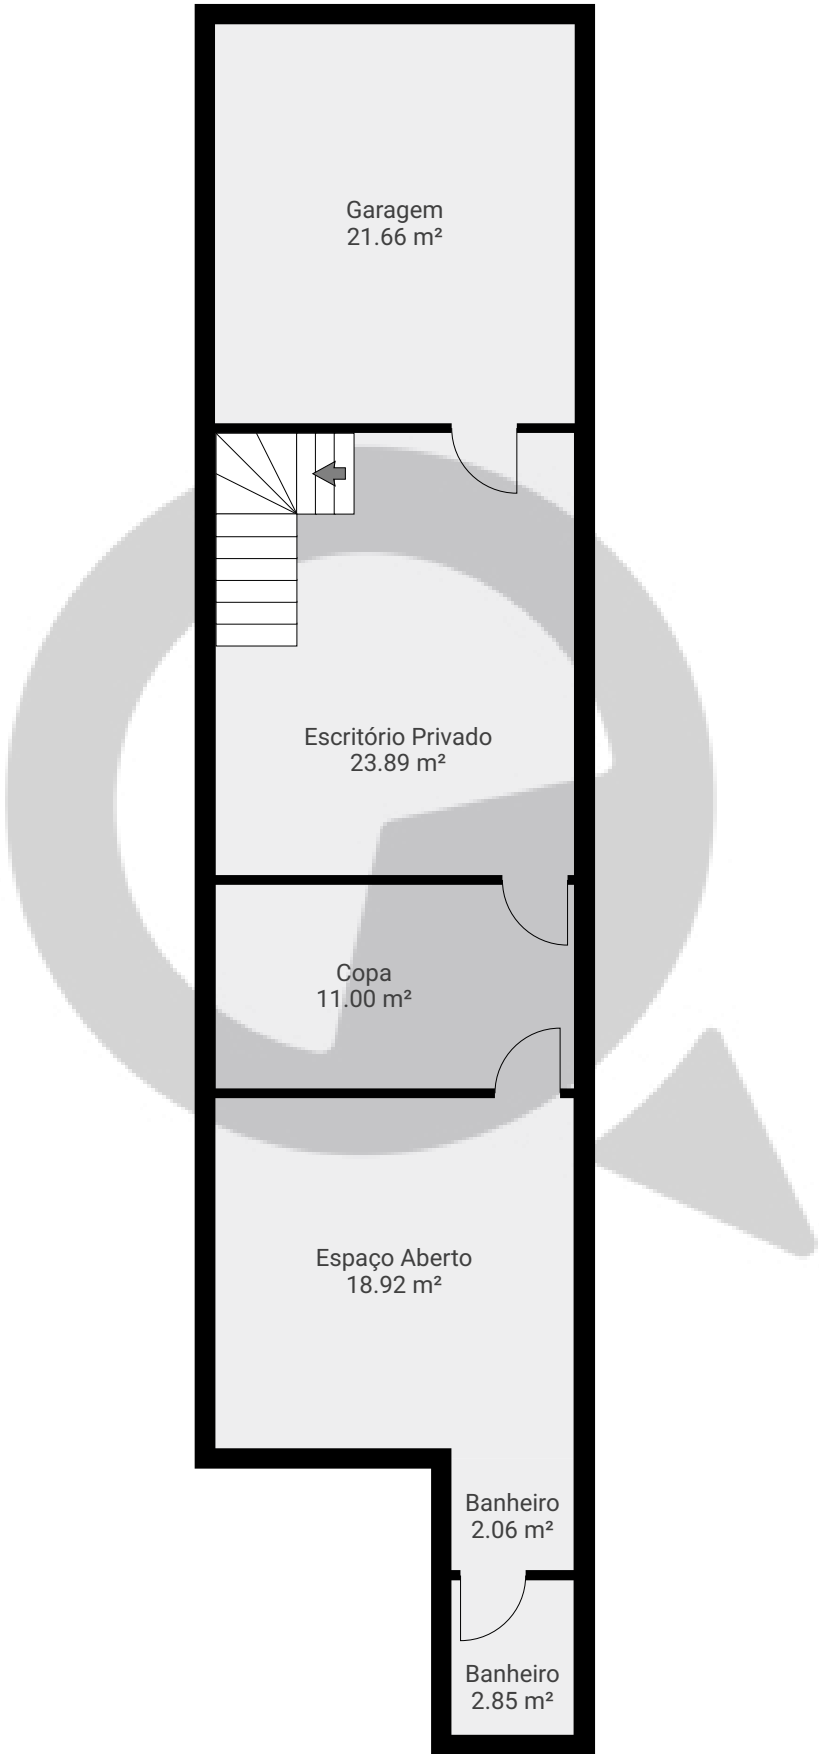 Garagem
21.66 m²
Escritório Privado
23.89 m²
Copa
11.00 m²
Espaço Aberto
18.92 m²
Banheiro
2.06 m²
Banheiro
2.85 m²